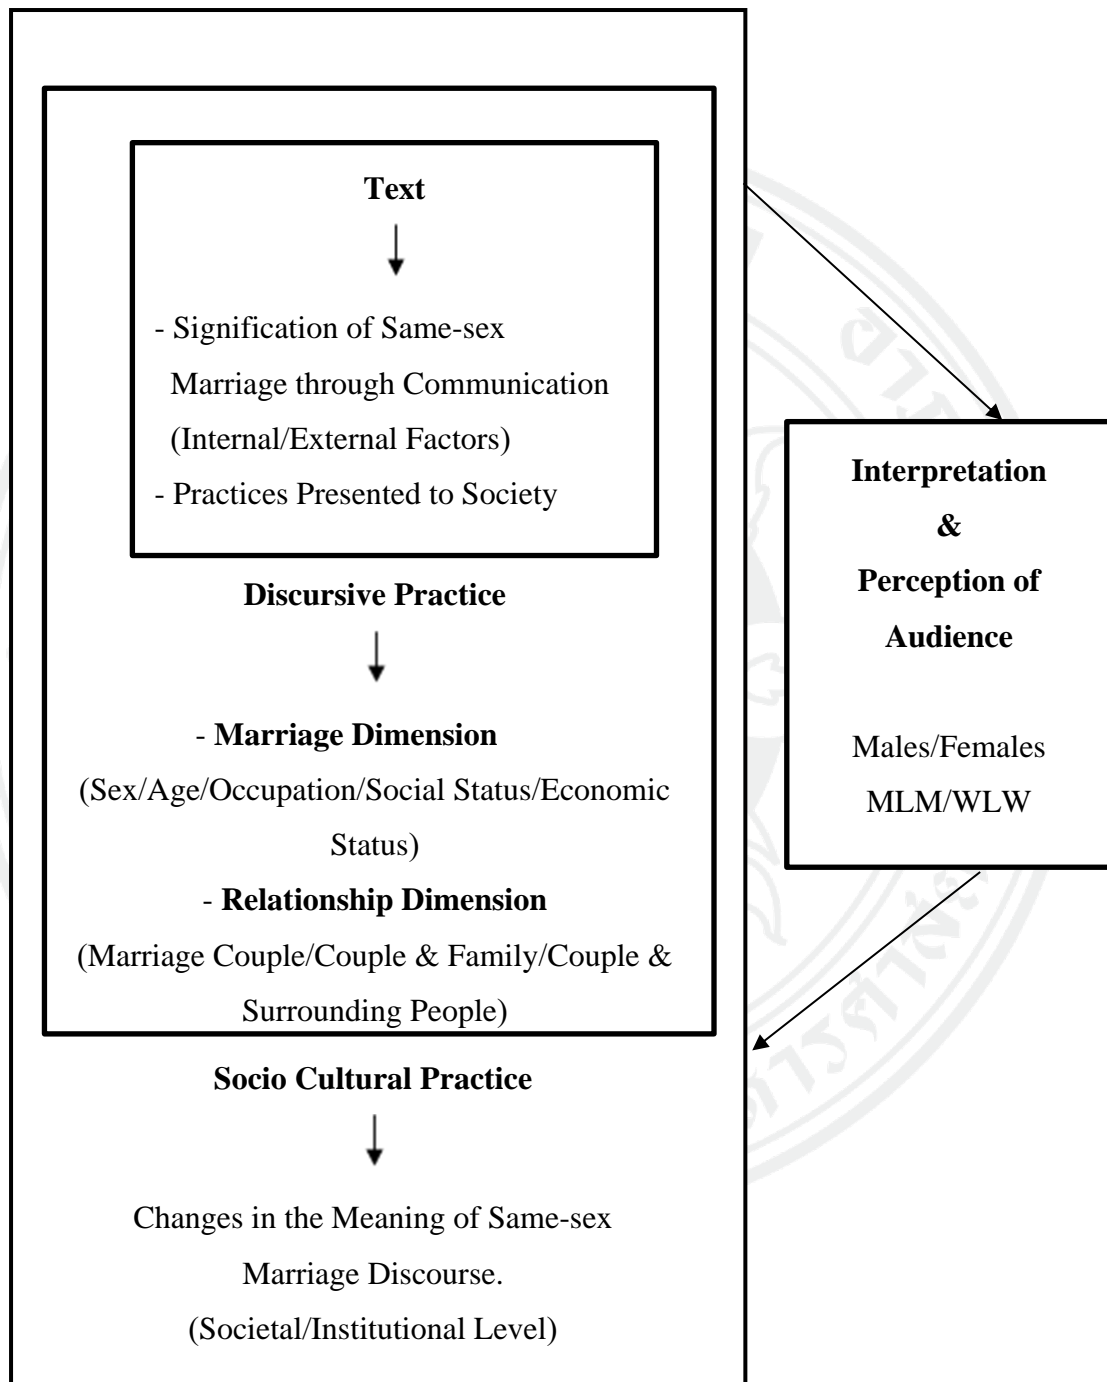 Text
- Signification of Same-sex
Marriage through Communication
(Internal/External Factors)
- Practices Presented to Society
Discursive Practice
- Marriage Dimension
(Sex/Age/Occupation/Social Status/Economic
Status)
- Relationship Dimension
(Marriage Couple/Couple & Family/Couple &
Surrounding People)
Socio Cultural Practice
Changes in the Meaning of Same-sex
Marriage Discourse.
(Societal/Institutional Level)
Interpretation
&
Perception of
Audience
Males/Females
MLM/WLW